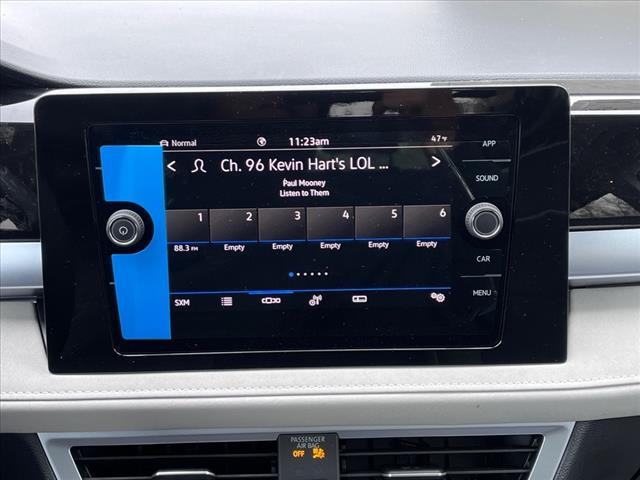 Normal 11:23am 47°F
APP
Ch. 96 Kevin Hart's LOL ...
SOUND
Paul Mooney
Listen to Them
1 2 3 4 5 6
88.3 FM Empty Empty Empty Empty Empty
CAR
SXM
MENU
PASSENGER
AIR BAG
OFF